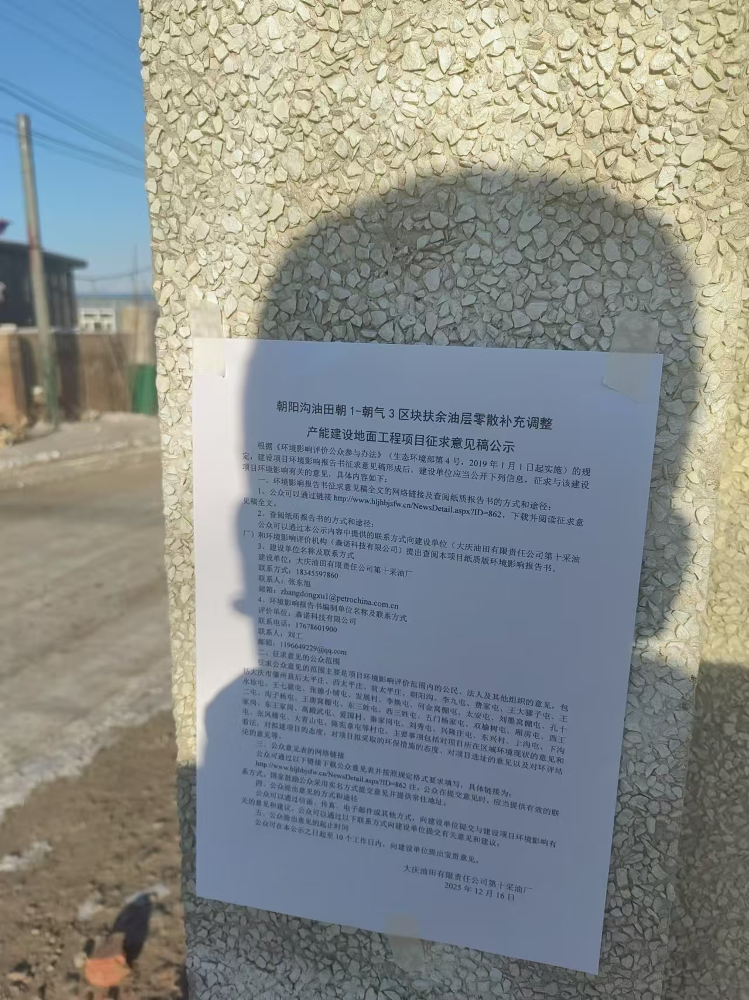 朝阳沟油田朝1-朝气3区块扶余油层零散补充调整
产能建设地面工程项目征求意见稿公示
根据《环境影响评价公众参与办法》（生态环境部第4号，2019年1月1日起实施）的规
定，建设项目环境影响报告书征求意见稿形成后，建设单位应当公开下列信息，征求与该建设
项目环境影响有关的意见，具体内容如下：
一、环境影响报告书征求意见稿全文的网络链接及查阅纸质报告书的方式和途径：
1、公众可以通过链接http://www.hljhbjsfw.cn/NewsDetail.aspx?ID=862，下载并阅读征求意
见稿全文。
2、查阅纸质报告书的方式和途径：
公众可以通过本公示内容中提供的联系方式向建设单位（大庆油田有限责任公司第十采油
厂）和环境影响评价机构（森诺科技有限公司）提出查阅本项目纸质版环境影响报告书。
3、建设单位名称及联系方式
建设单位：大庆油田有限责任公司第十采油厂
联系方式：18345597860
联系人：张东旭
邮箱：zhangdongxu1@petrochina.com.cn
4、环境影响报告书编制单位名称及联系方式
评价单位：森诺科技有限公司
联系电话：17678601900
联系人：刘工
邮箱：1196649229@qq.com
二、征求意见的公众范围
征求公众意见的范围主要是项目环境影响评价范围内的公民、法人及其他组织的意见，包
括大庆市肇州县后太平庄、西太平庄、前太平庄、朝阳沟、李九屯、费家屯、王大骡子屯、王
永珍屯、王七猫屯、张德小铺屯、发展村、李焕屯、何金窝棚屯、太安屯、刘墨窝棚屯、孔十
二屯、沟子杨屯、王唐窝棚屯、东三姓屯、西三姓屯、五门杨家屯、双榆树屯、厢房屯、西王
家岗、东王家岗、高殿武屯、爱国村、秦家岗屯、刘秀屯、兴隆庄屯、东兴村、上沟屯、下沟
屯、张凤楼屯、大青山屯、陈宪章屯等村屯。主要事项包括对项目所在区域环境现状的意见和
看法，对拟建项目的态度，对项目拟采取的环保措施的态度、对项目选址的意见以及对环评结
论的意见等。
三、公众意见表的网络链接
公众可通过以下链接下载公众意见表并按照规定格式要求填写，具体链接为：
http://www.hljhbjsfw.cn/NewsDetail.aspx?ID=862 注：公众在提交意见时，应当提供有效的联
系方式。国家鼓励公众采用实名方式提交意见并提供常住地址。
四、公众提出意见的方式和途径
公众可以通过信函、传真、电子邮件或其他方式，向建设单位提交与建设项目环境影响有
关的意见和建议。公众可以通过以下联系方式向建设单位提交有关意见和建议：
五、公众提出意见的起止时间
公众可在本公示之日起至10个工作日内，向建设单位提出宝贵意见。
大庆油田有限责任公司第十采油厂
2025年12月16日